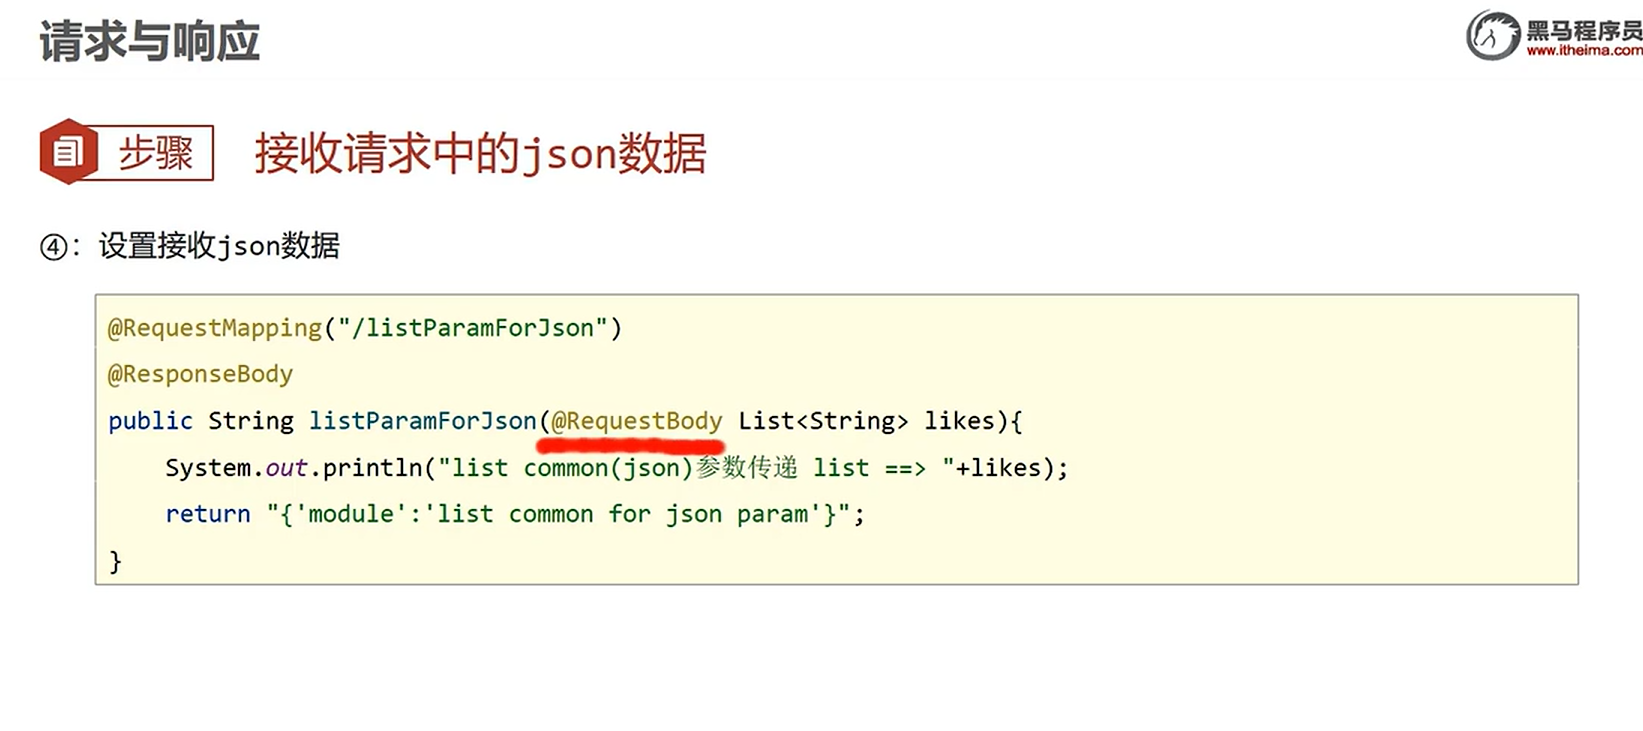 请求与响应
黑马程序员
www.itheima.com
步骤
接收请求中的json数据
④：设置接收json数据
@RequestMapping("/listParamForJson")
@ResponseBody
public String listParamForJson(@RequestBody List<String> likes){
System.out.println("list common(json)参数传递 list ==> "+likes);
return "{'module':'list common for json param'}";
}